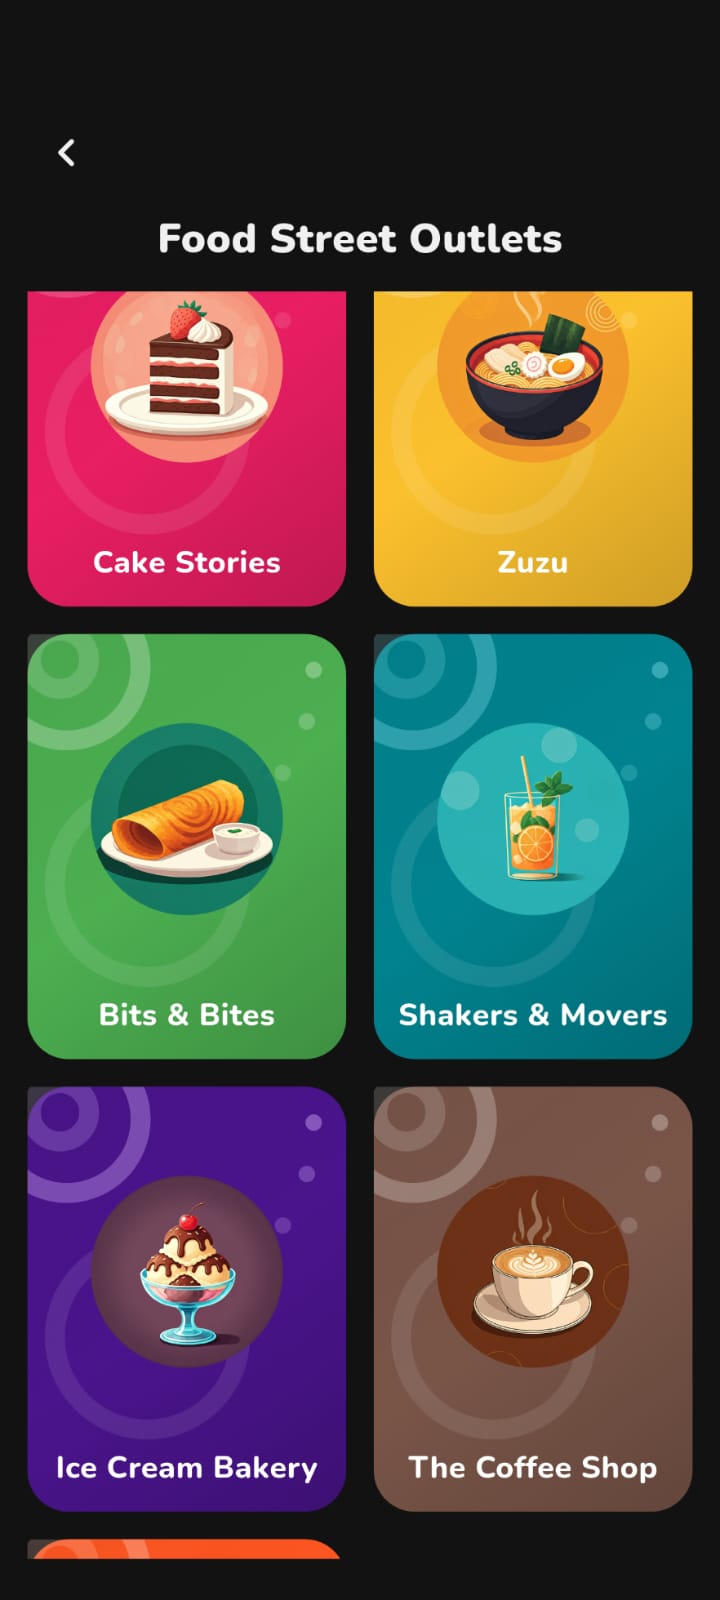 Food Street Outlets
Cake Stories
Zuzu
Bits & Bites
Shakers & Movers
Ice Cream Bakery
The Coffee Shop